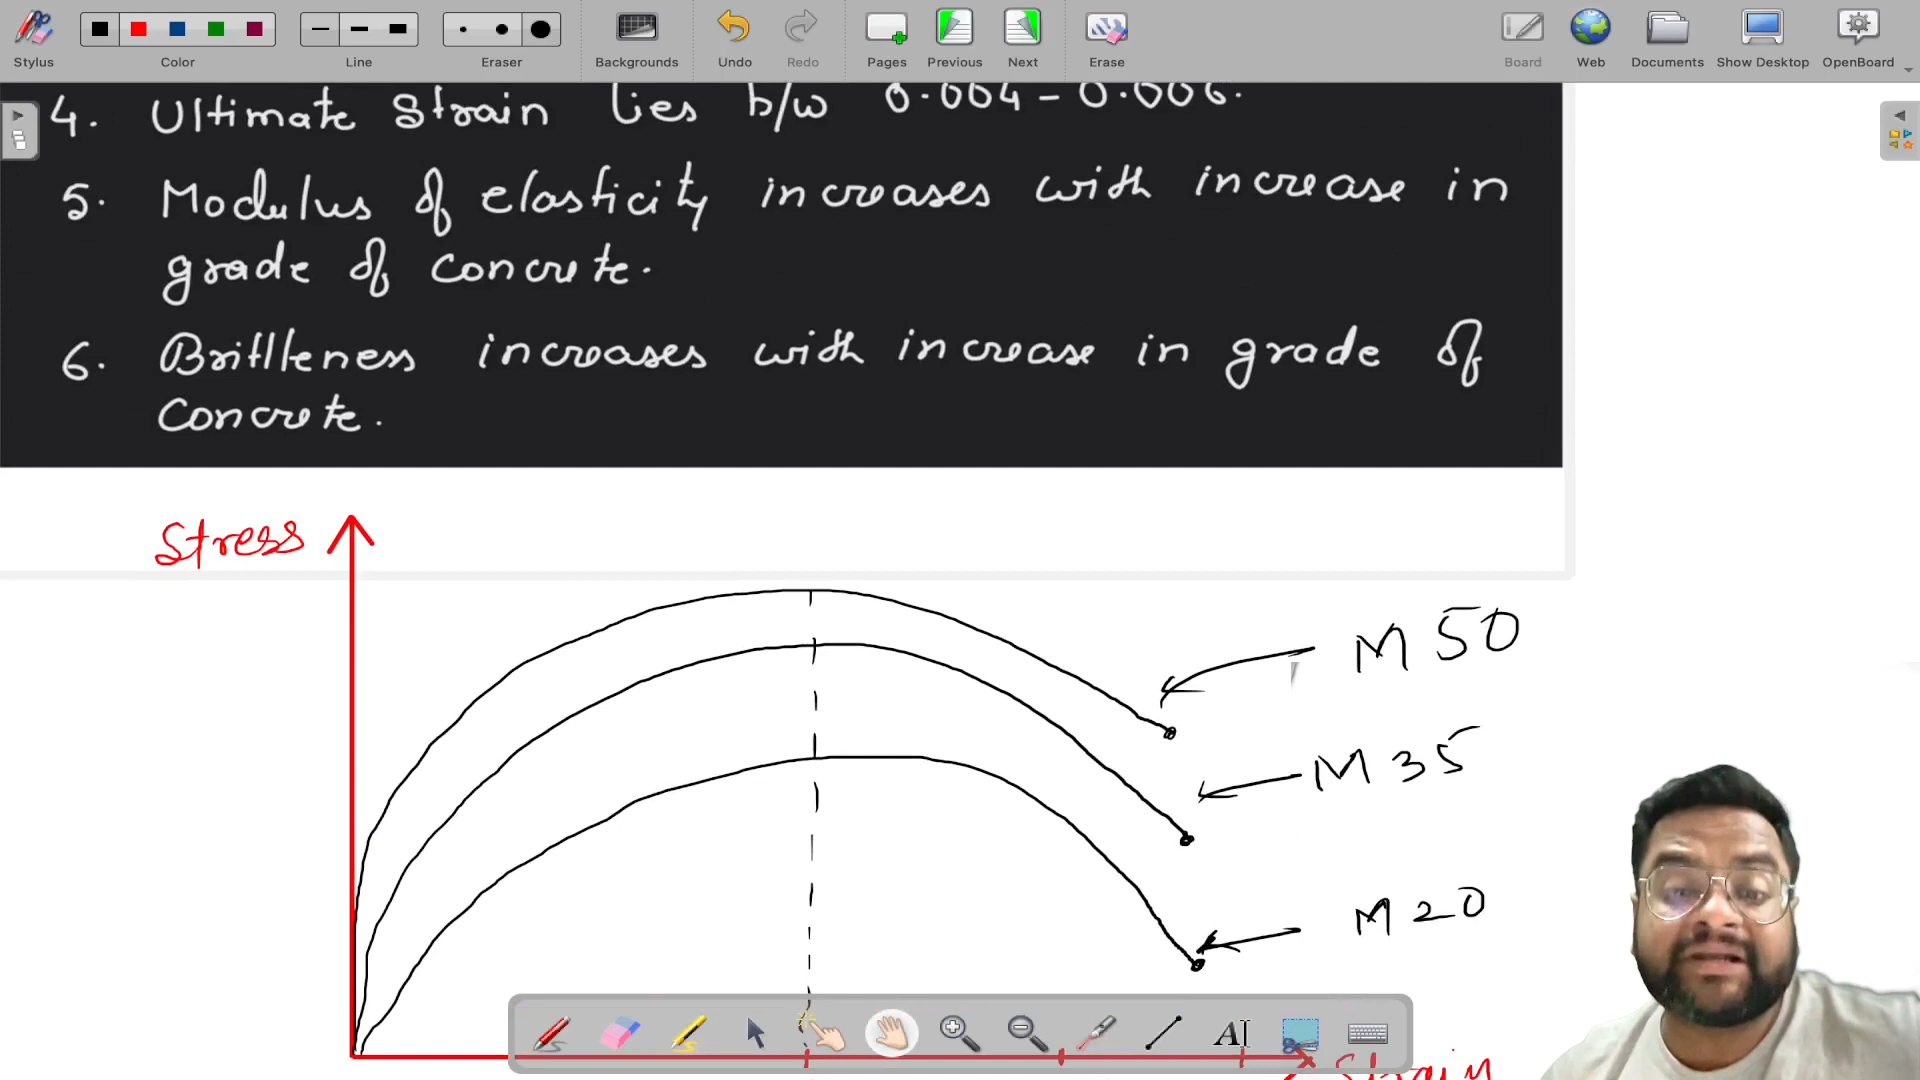 Stylus
Color
Line
Eraser
Backgrounds
Undo
Redo
Pages
Previous
Next
Erase
Board
Web
Documents
Show Desktop
OpenBoard
4. Ultimate Strain lies b/w 0.004 - 0.006.
5. Modulus of elasticity increases with increase in
grade of concrete.
6. Brittleness increases with increase in grade of
Concrete.
Stress
M 50
M 35
M 20
Strain